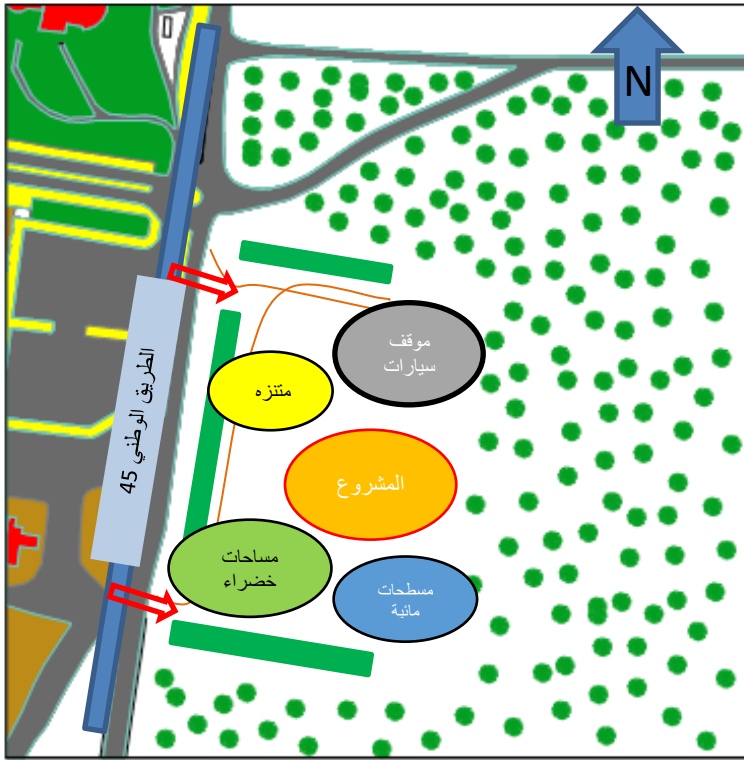 N
موقف
سيارات
متنزه
الطريق الوطني 45
المشروع
مساحات
خضراء
مسطحات
مائية